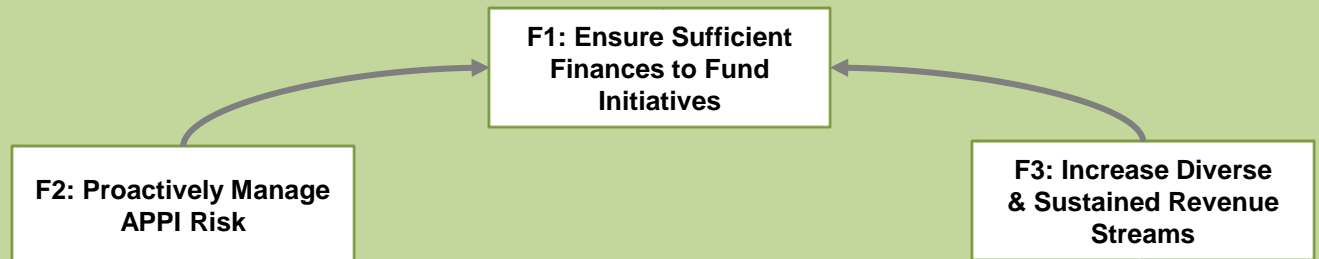 F1: Ensure Sufficient
Finances to Fund
Initiatives
F2: Proactively Manage
APPI Risk
F3: Increase Diverse
& Sustained Revenue
Streams